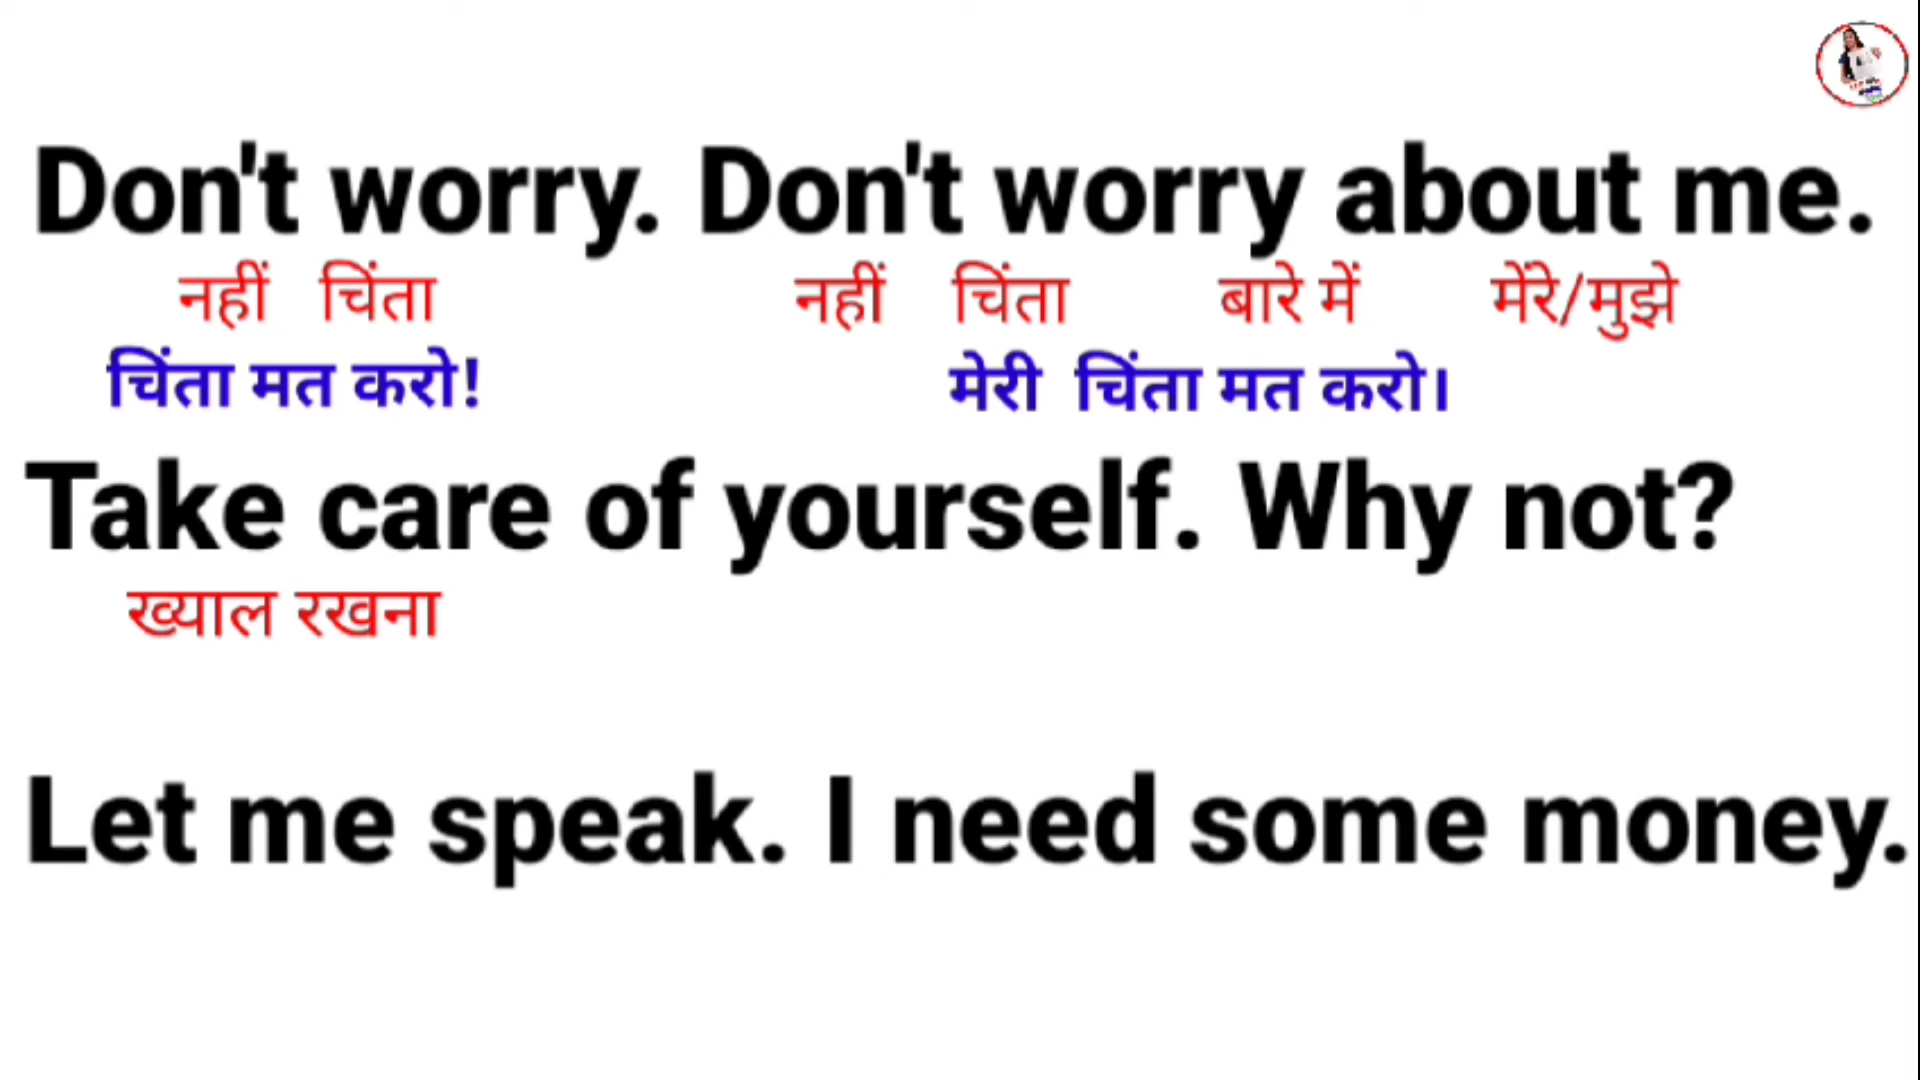 Don't worry. Don't worry about me.
नहीं चिंता नहीं चिंता बारे में मेंरे/मुझे
चिंता मत करो! मेरी चिंता मत करो।
Take care of yourself. Why not?
ख्याल रखना
Let me speak. I need some money.